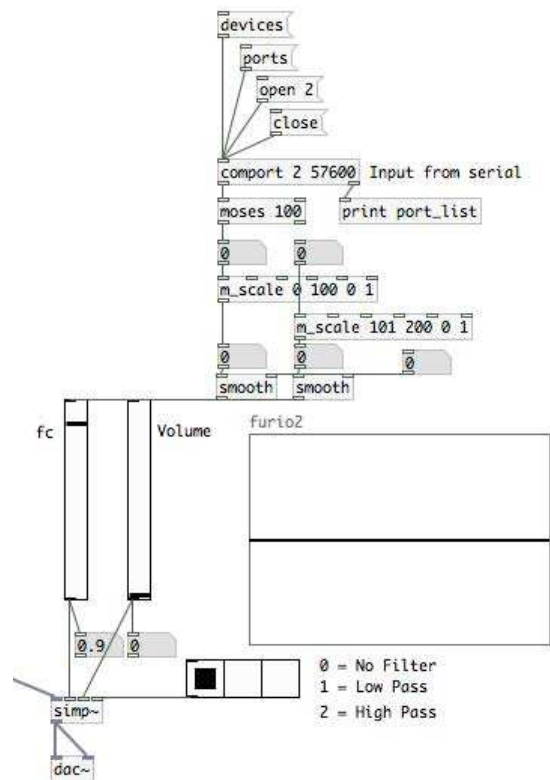 devices
ports
open 2
close
comport 2 57600 Input from serial
moses 100 print port_list
0 0
m_scale 0 100 0 1
m_scale 101 200 0 1
0 0 0
smooth smooth
fc Volume furio2
0.9 0
0 = No Filter
1 = Low Pass
2 = High Pass
simp~
dac~